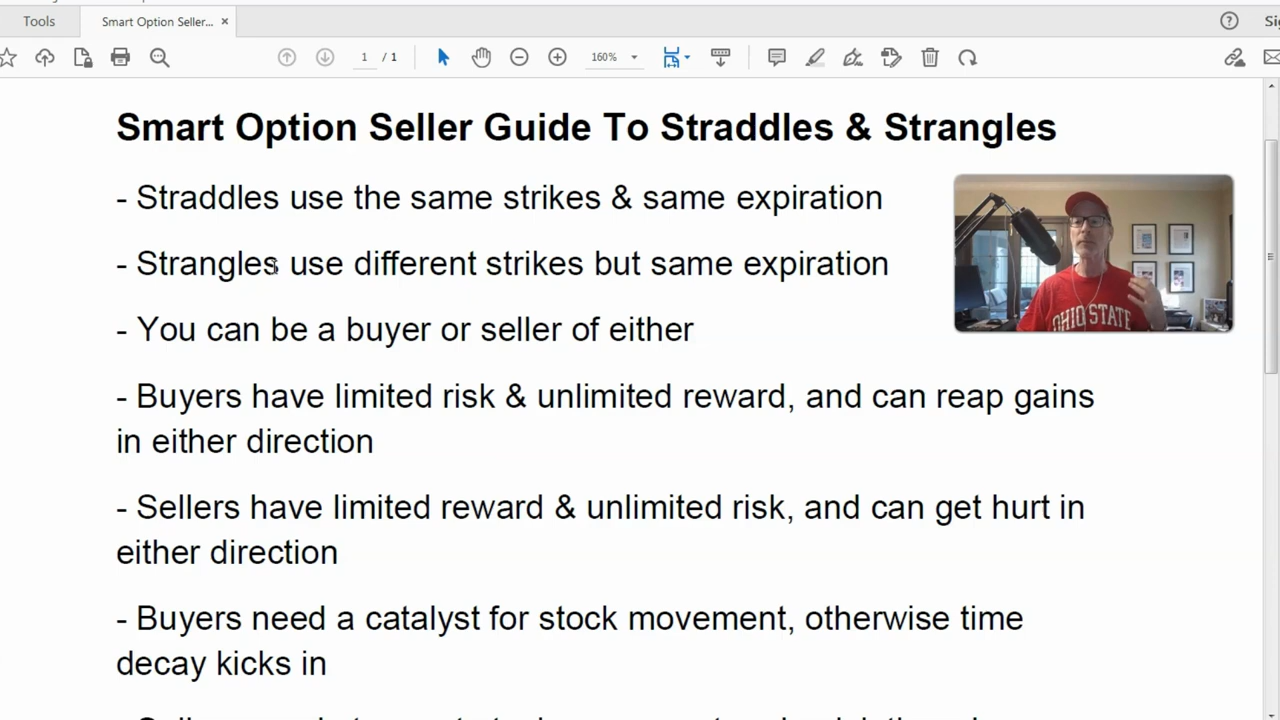 Tools
Smart Option Seller... ×
1 / 1
160%
Smart Option Seller Guide To Straddles & Strangles
- Straddles use the same strikes & same expiration
- Strangles use different strikes but same expiration
- You can be a buyer or seller of either
- Buyers have limited risk & unlimited reward, and can reap gains
in either direction
- Sellers have limited reward & unlimited risk, and can get hurt in
either direction
- Buyers need a catalyst for stock movement, otherwise time
decay kicks in
OHIO STATE